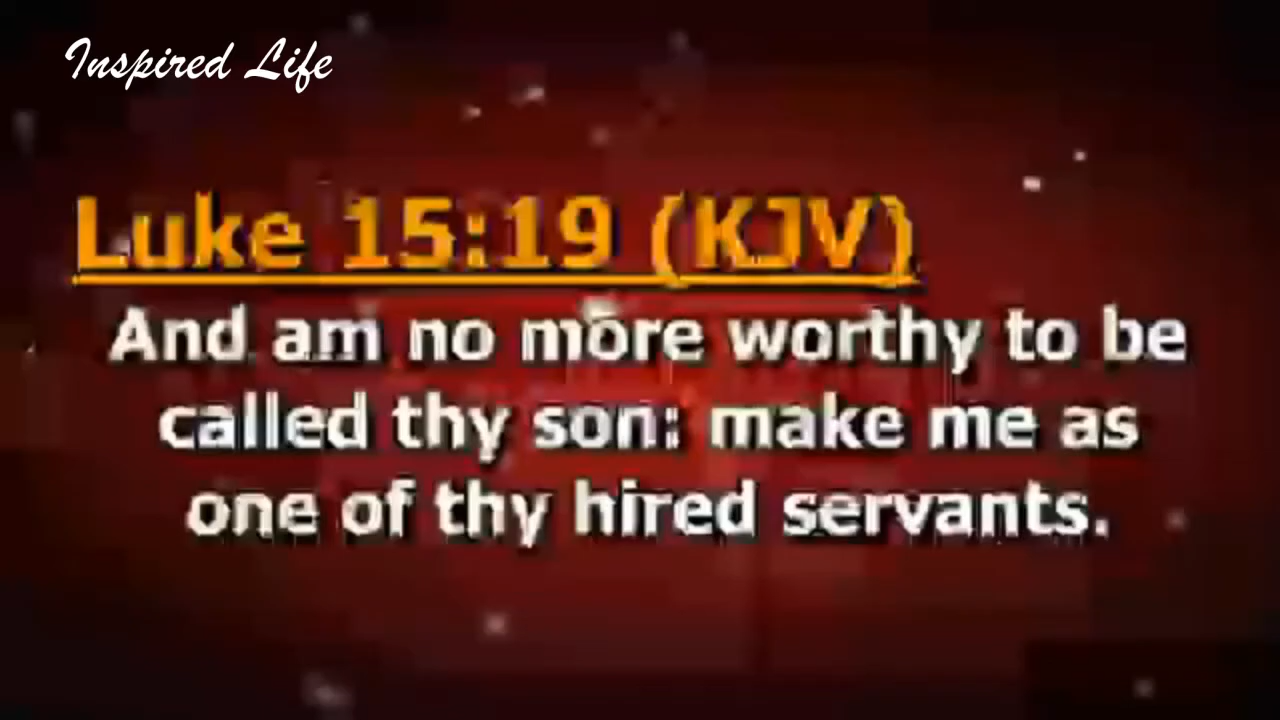 Inspired Life
Luke 15:19 (KJV)
And am no more worthy to be
called thy son: make me as
one of thy hired servants.